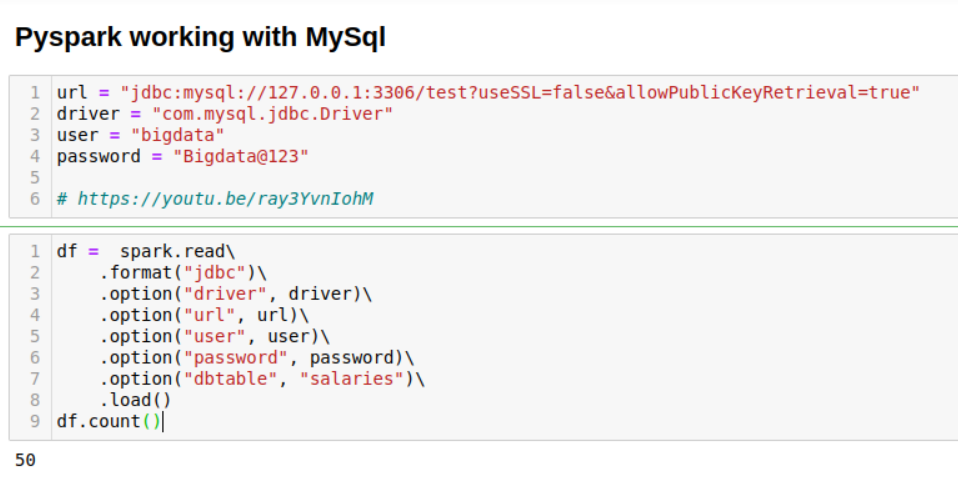 Pyspark working with MySql
1 url = "jdbc:mysql://127.0.0.1:3306/test?useSSL=false&allowPublicKeyRetrieval=true"
2 driver = "com.mysql.jdbc.Driver"
3 user = "bigdata"
4 password = "Bigdata@123"
5
6 # https://youtu.be/ray3YvnIohM
1 df =  spark.read\
2     .format("jdbc")\
3     .option("driver", driver)\
4     .option("url", url)\
5     .option("user", user)\
6     .option("password", password)\
7     .option("dbtable", "salaries")\
8     .load()
9 df.count()
50